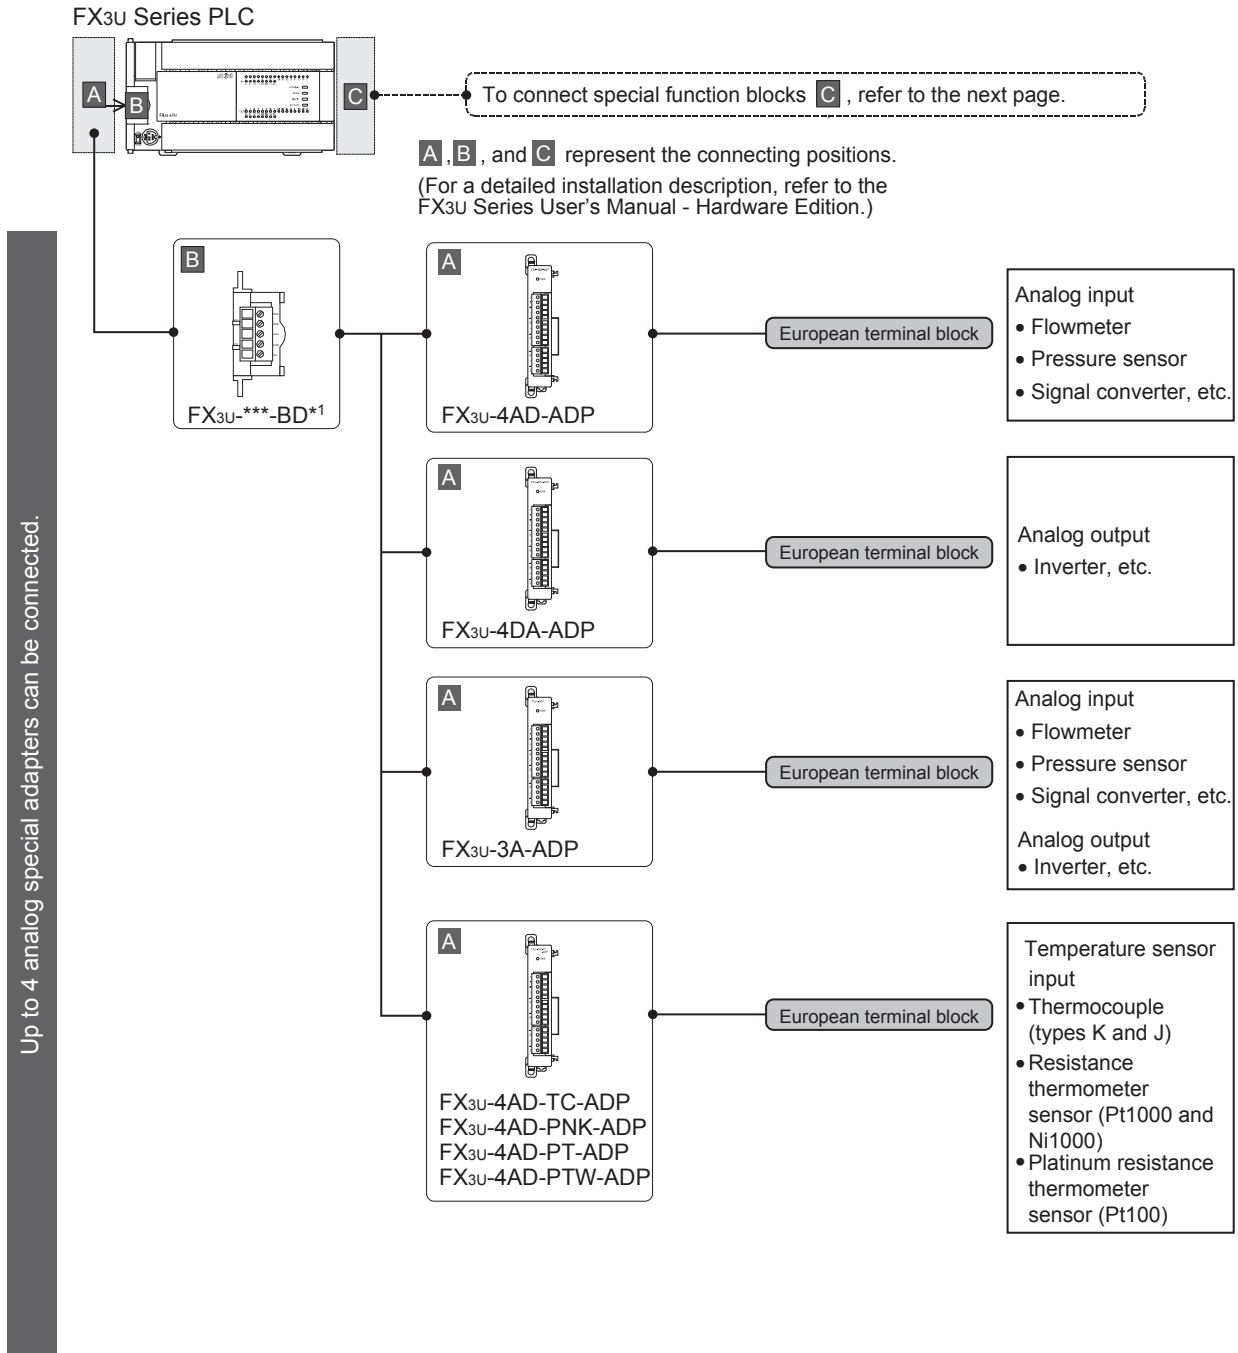 FX3U Series PLC
A
B
C
To connect special function blocks C , refer to the next page.
A , B , and C represent the connecting positions.
(For a detailed installation description, refer to the
FX3U Series User's Manual - Hardware Edition.)
Up to 4 analog special adapters can be connected.
B
FX3U-***-BD*1
A
FX3U-4AD-ADP
European terminal block
Analog input
• Flowmeter
• Pressure sensor
• Signal converter, etc.
A
FX3U-4DA-ADP
European terminal block
Analog output
• Inverter, etc.
A
FX3U-3A-ADP
European terminal block
Analog input
• Flowmeter
• Pressure sensor
• Signal converter, etc.
Analog output
• Inverter, etc.
A
FX3U-4AD-TC-ADP
FX3U-4AD-PNK-ADP
FX3U-4AD-PT-ADP
FX3U-4AD-PTW-ADP
European terminal block
Temperature sensor
input
• Thermocouple
(types K and J)
• Resistance
thermometer
sensor (Pt1000 and
Ni1000)
• Platinum resistance
thermometer
sensor (Pt100)